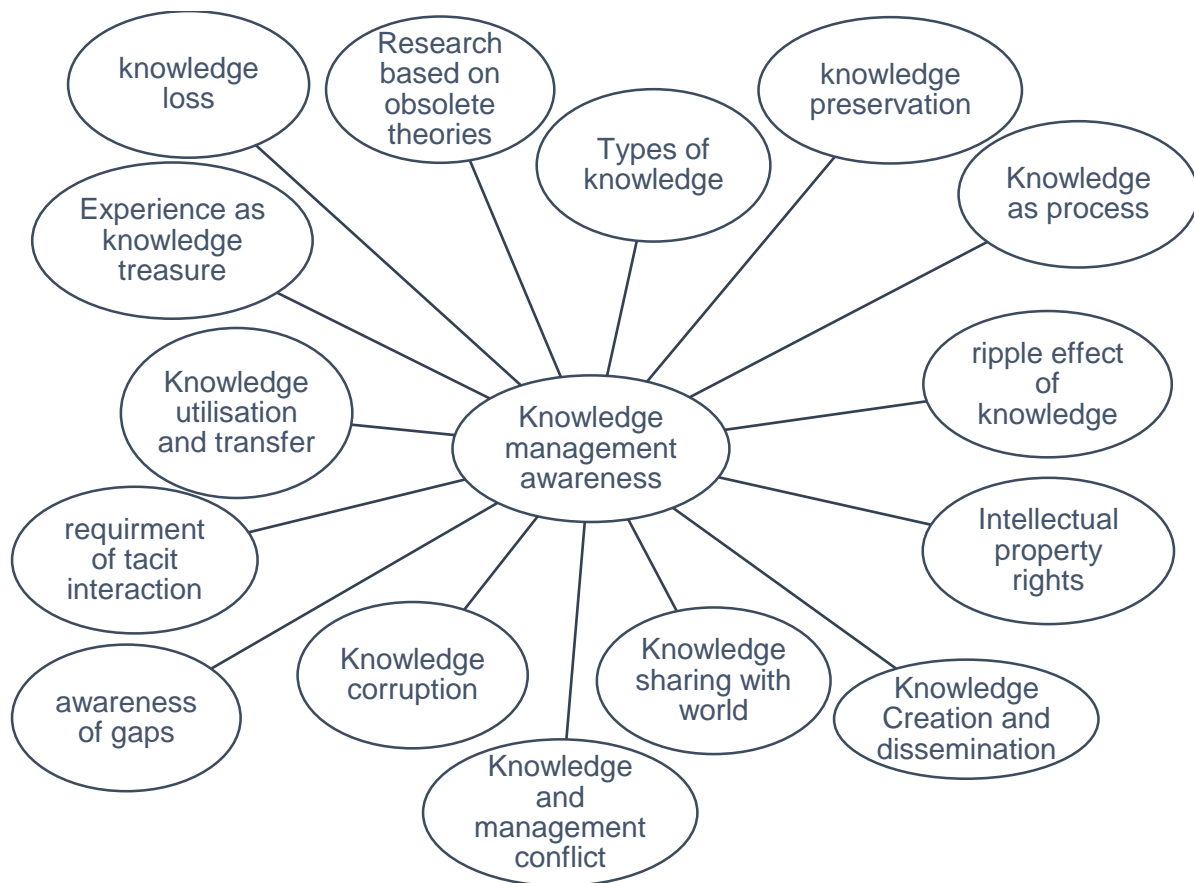 knowledge
loss
Research
based on
obsolete
theories
Types of
knowledge
knowledge
preservation
Knowledge
as process
Experience as
knowledge
treasure
ripple effect
of
knowledge
Knowledge
utilisation
and transfer
Knowledge
management
awareness
requirment
of tacit
interaction
Intellectual
property
rights
awareness
of gaps
Knowledge
corruption
Knowledge
sharing with
world
Knowledge
Creation and
dissemination
Knowledge
and
management
conflict